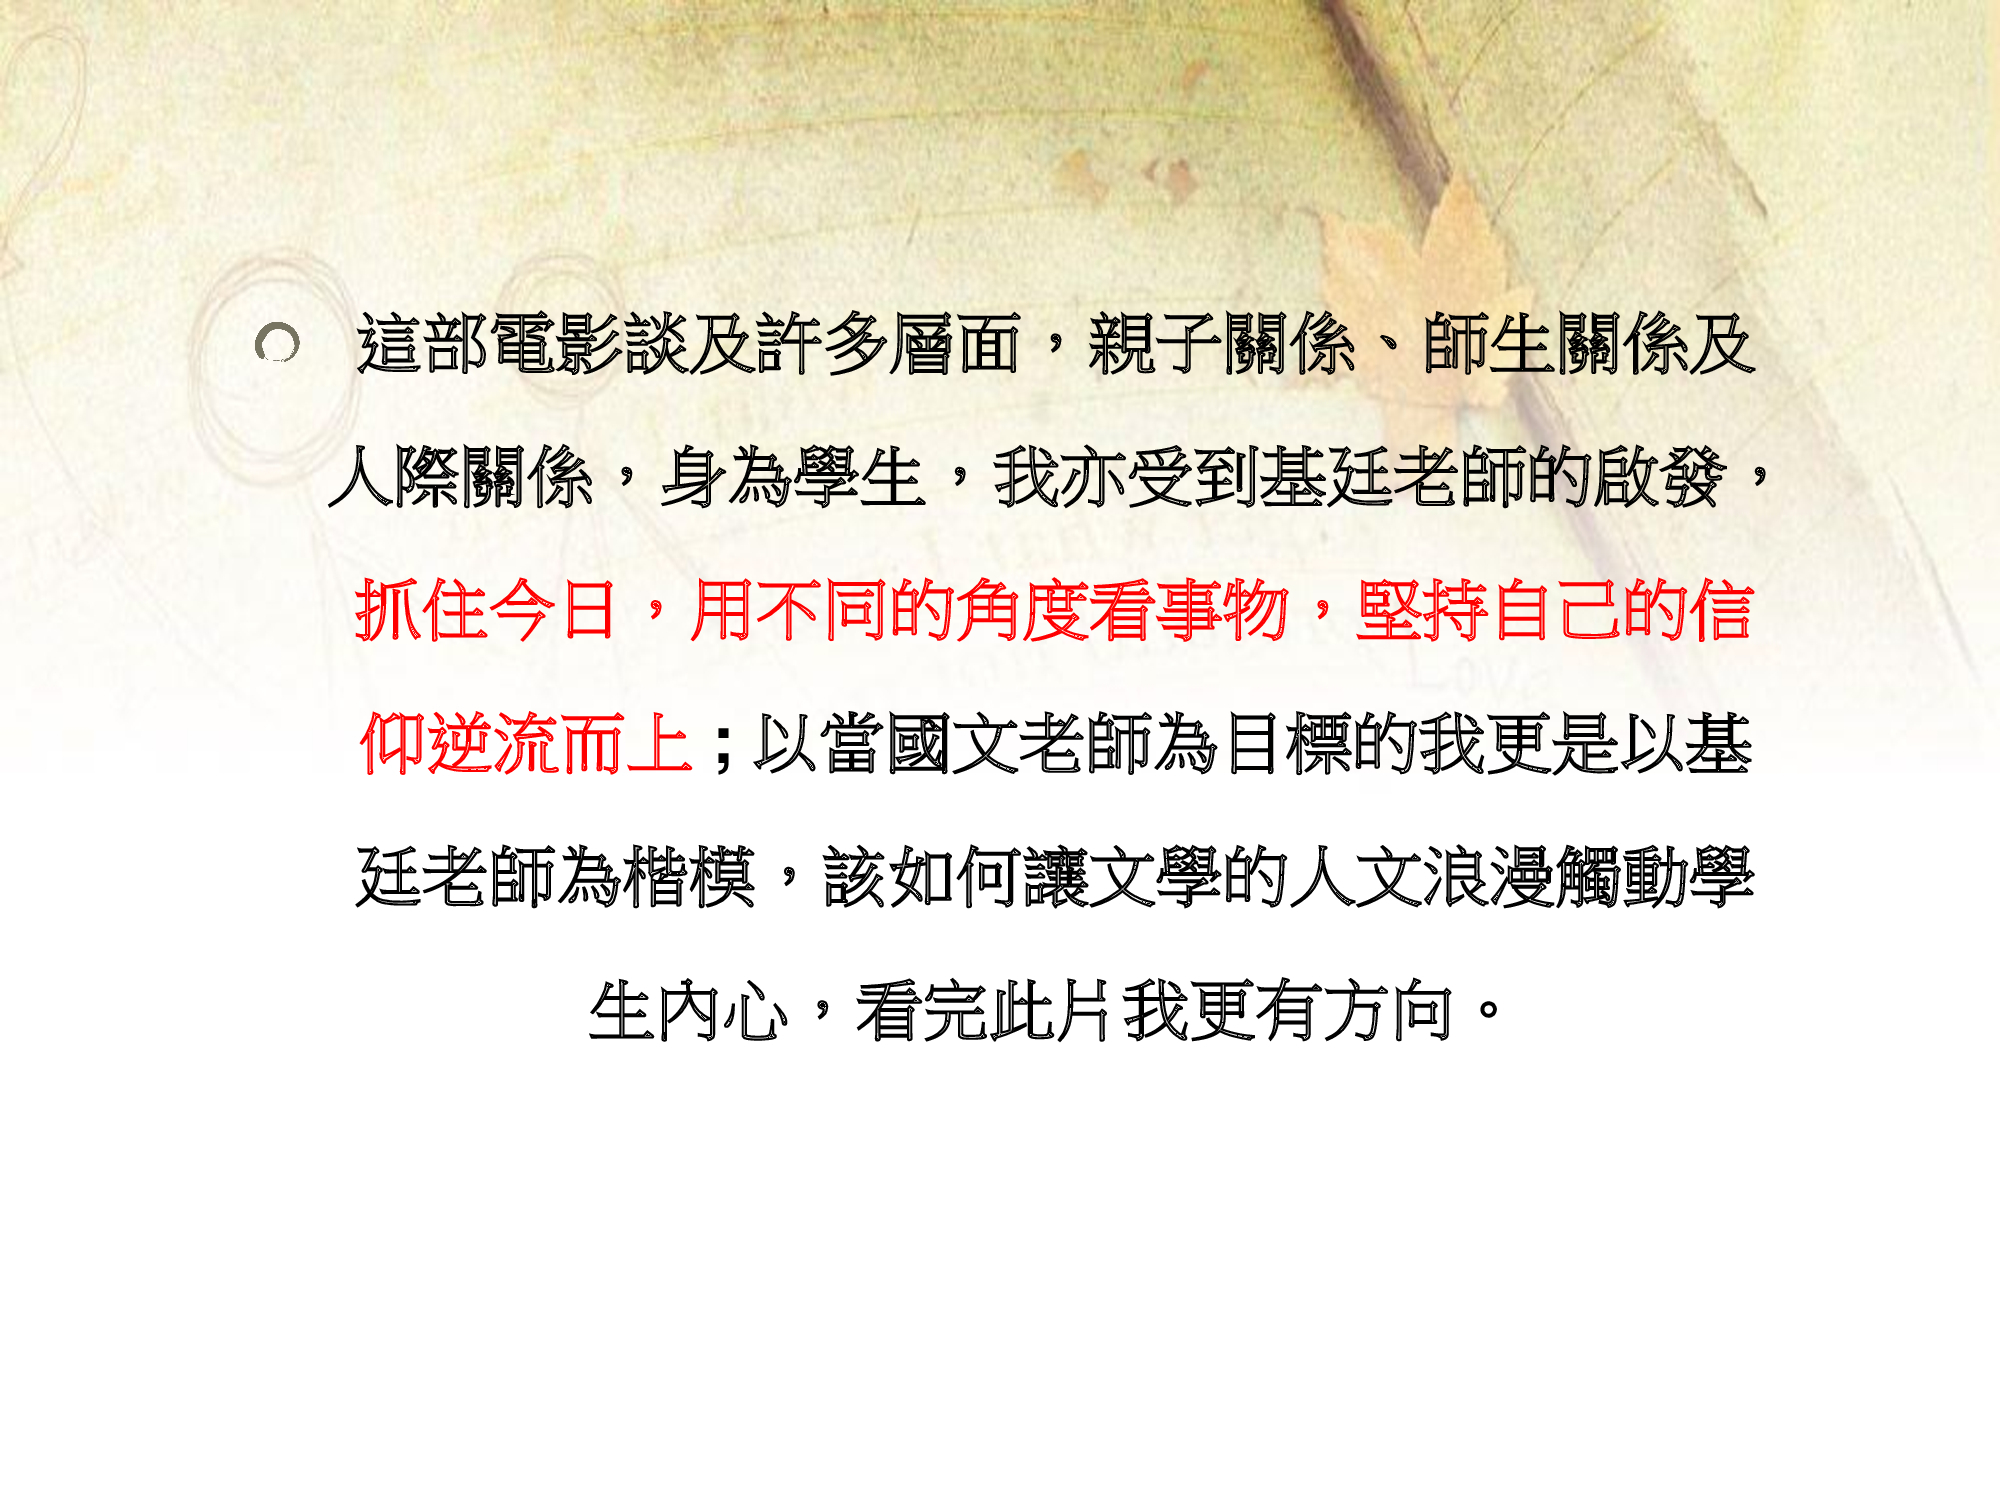 這部電影談及許多層面，親子關係、師生關係及
人際關係，身為學生，我亦受到基廷老師的啟發，
抓住今日，用不同的角度看事物，堅持自己的信
仰逆流而上；以當國文老師為目標的我更是以基
廷老師為楷模，該如何讓文學的人文浪漫觸動學
生內心，看完此片我更有方向。